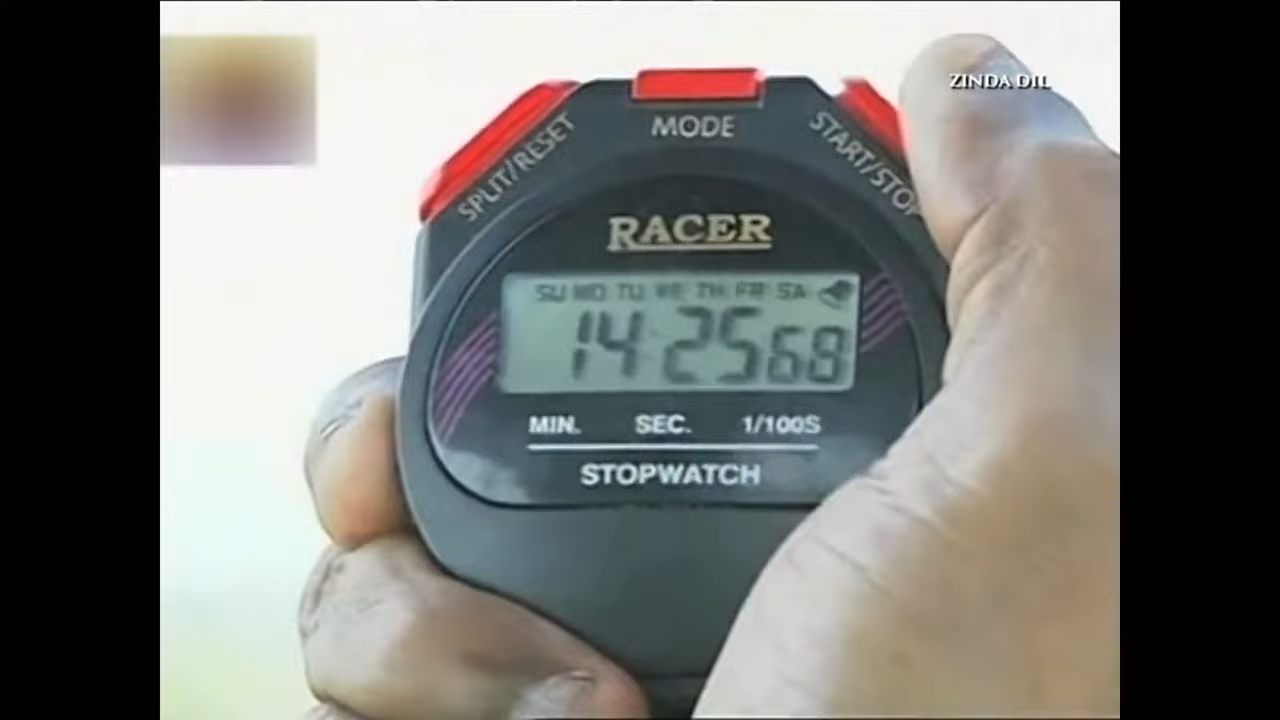 ZINDA DIL
MODE
SPLIT/RESET
START/STOP
RACER
SU MO TU WE TH FR SA
14 25 68
MIN. SEC. 1/100S
STOPWATCH